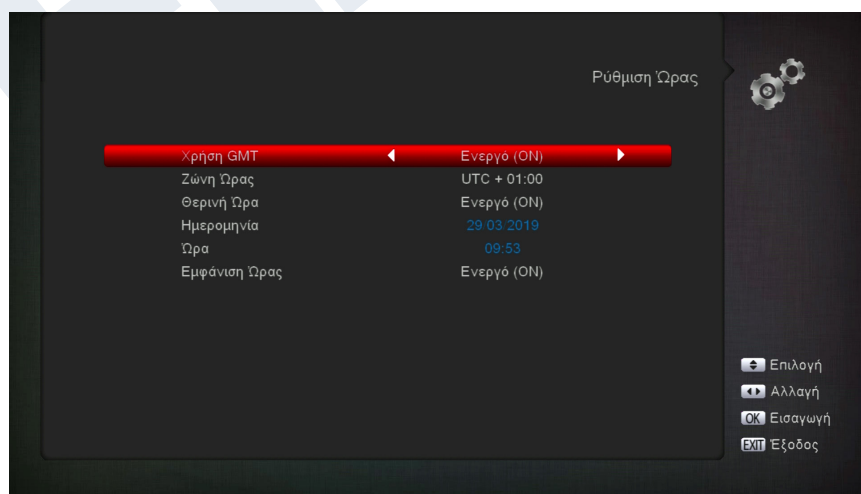 Ρύθμιση Ώρας
Χρήση GMT Ενεργό (ON)
Ζώνη Ώρας UTC + 01:00
Θερινή Ώρα Ενεργό (ON)
Ημερομηνία 29/03/2019
Ώρα 09:53
Εμφάνιση Ώρας Ενεργό (ON)
Επιλογή
Αλλαγή
OK Εισαγωγή
EXIT Έξοδος